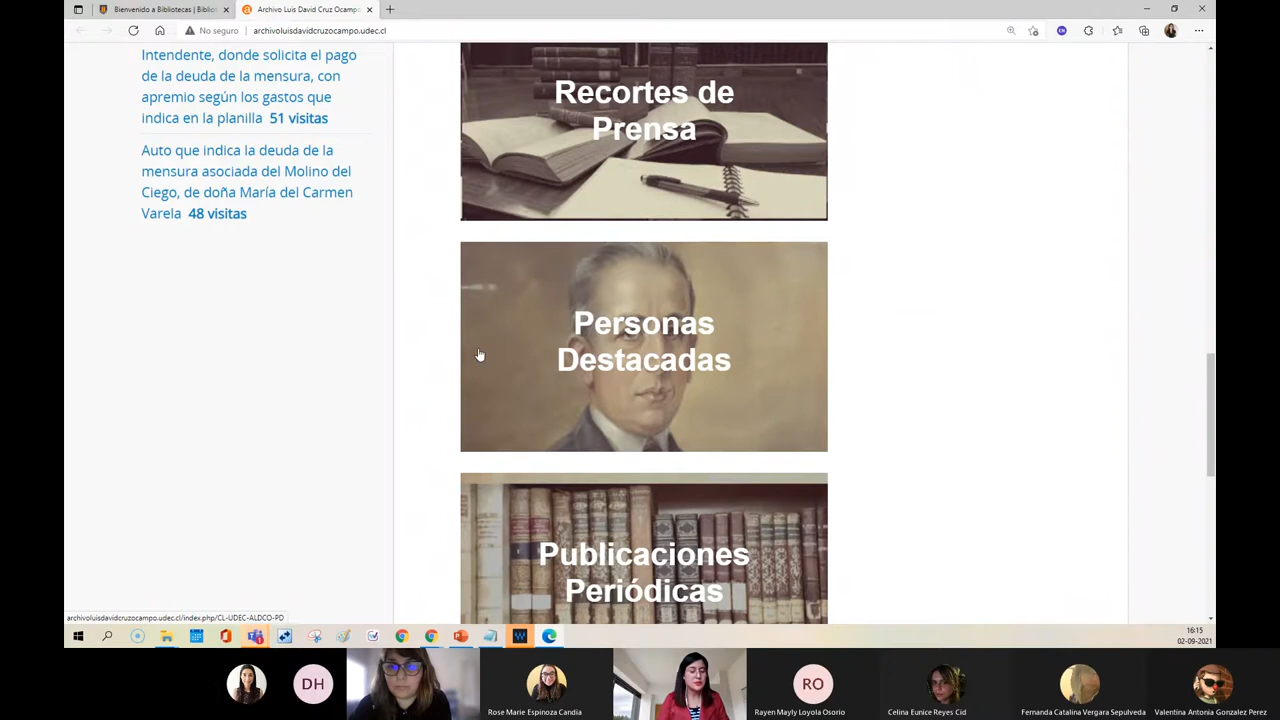 Bienvenido a Bibliotecas | Bibliot
Archivo Luis David Cruz Ocampo
No seguro
archivoluisdavidcruzocampo.udec.cl
Intendente, donde solicita el pago
de la deuda de la mensura, con
apremio según los gastos que
indica en la planilla 51 visitas
Auto que indica la deuda de la
mensura asociada del Molino del
Ciego, de doña María del Carmen
Varela 48 visitas
Recortes de
Prensa
Personas
Destacadas
Publicaciones
Periódicas
archivoluisdavidcruzocampo.udec.cl/index.php/CL-UDEC-ALDCO-PD
16:15
02-09-2021
DH
RO
Rose Marie Espinoza Candia
Rayen Mayly Loyola Osorio
Celina Eunice Reyes Cid
Fernanda Catalina Vergara Sepulveda
Valentina Antonia Gonzalez Perez